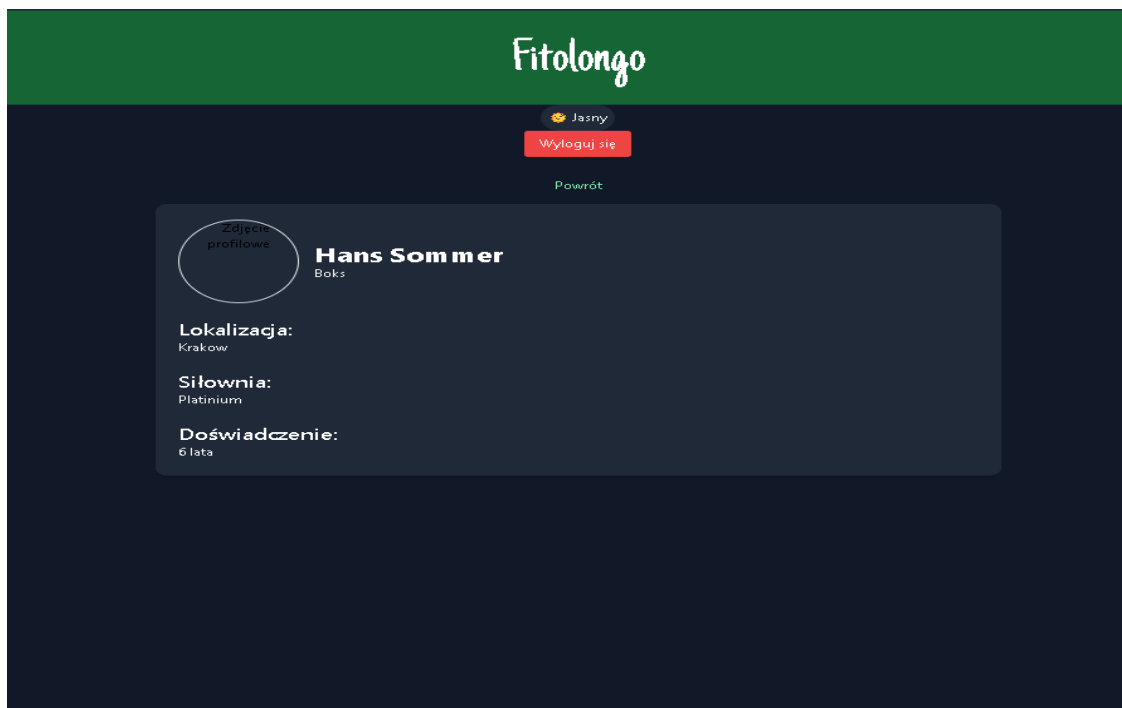 Fitolongo
Jasny
Wyloguj się
Powrót
Zdjęcie
profilowe
Hans Sommer
Boks
Lokalizacja:
Krakow
Siłownia:
Platinium
Doświadczenie:
6 lata